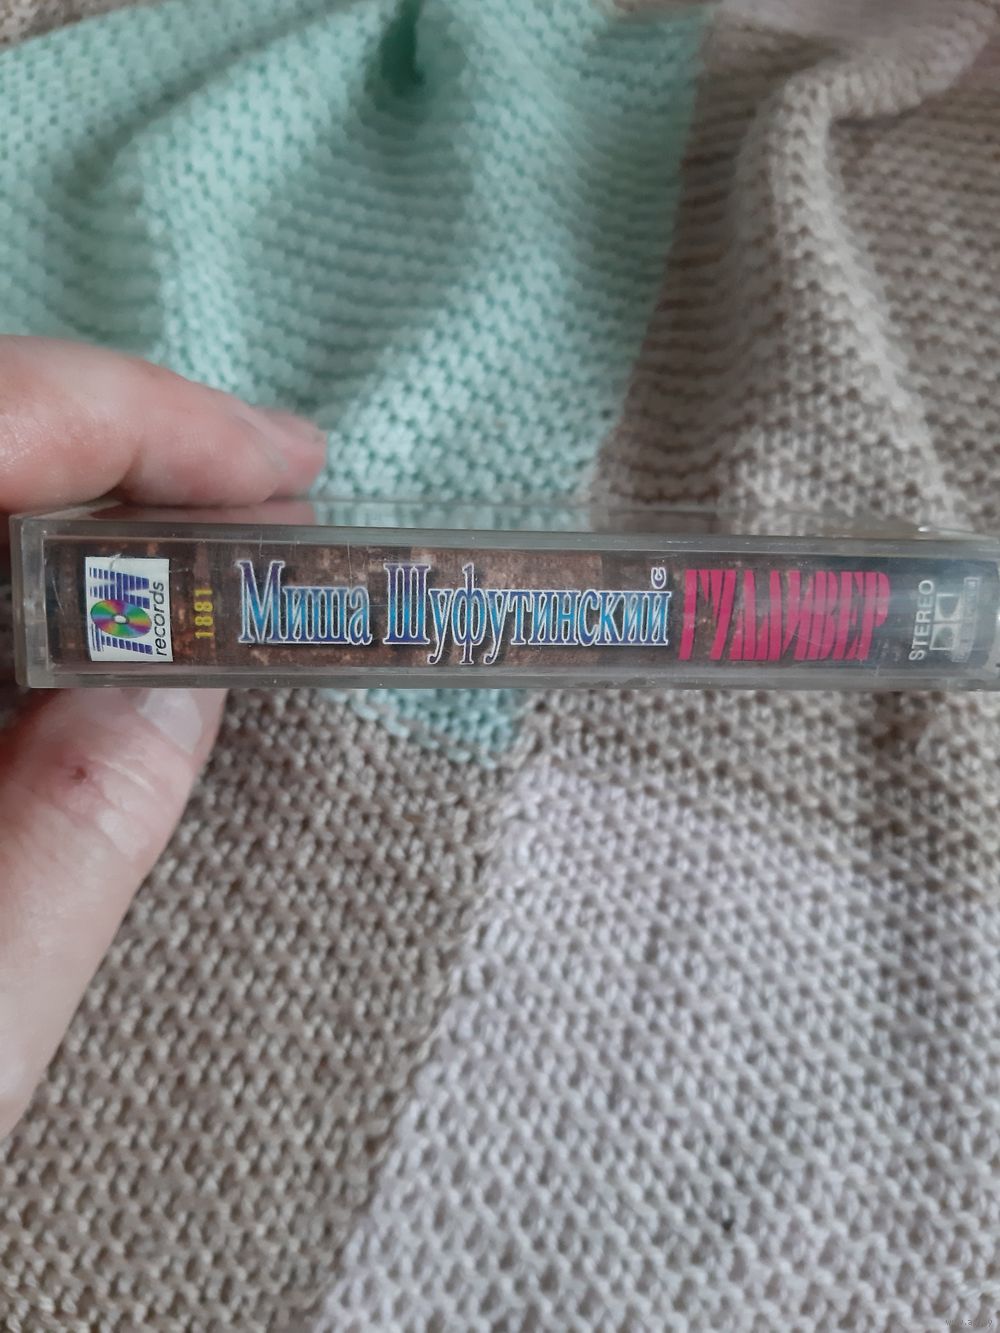 TON
records
1881
Миша Шуфутинский
ГУЛЛИВЕР
STEREO